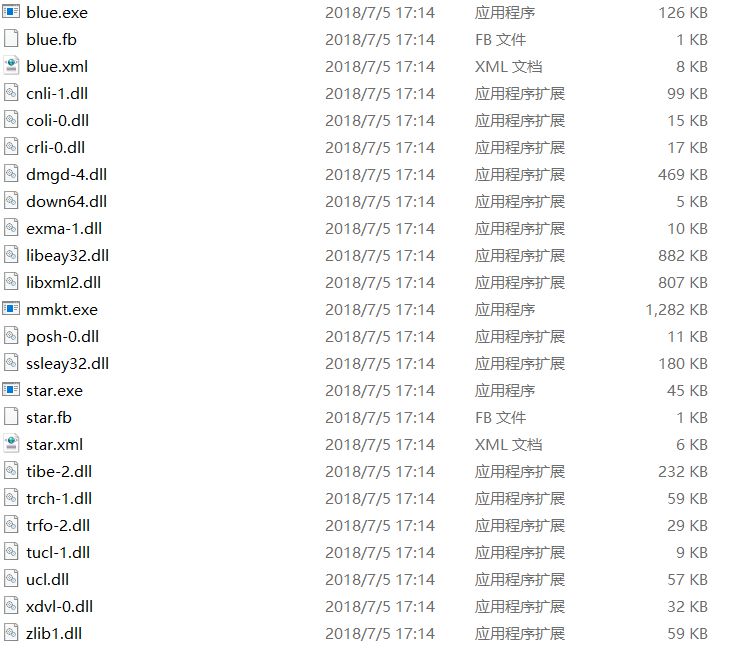 blue.exe 2018/7/5 17:14 应用程序 126 KB
blue.fb 2018/7/5 17:14 FB 文件 1 KB
blue.xml 2018/7/5 17:14 XML 文档 8 KB
cnli-1.dll 2018/7/5 17:14 应用程序扩展 99 KB
coli-0.dll 2018/7/5 17:14 应用程序扩展 15 KB
crli-0.dll 2018/7/5 17:14 应用程序扩展 17 KB
dmgd-4.dll 2018/7/5 17:14 应用程序扩展 469 KB
down64.dll 2018/7/5 17:14 应用程序扩展 5 KB
exma-1.dll 2018/7/5 17:14 应用程序扩展 10 KB
libeay32.dll 2018/7/5 17:14 应用程序扩展 882 KB
libxml2.dll 2018/7/5 17:14 应用程序扩展 807 KB
mmkt.exe 2018/7/5 17:14 应用程序 1,282 KB
posh-0.dll 2018/7/5 17:14 应用程序扩展 11 KB
ssleay32.dll 2018/7/5 17:14 应用程序扩展 180 KB
star.exe 2018/7/5 17:14 应用程序 45 KB
star.fb 2018/7/5 17:14 FB 文件 1 KB
star.xml 2018/7/5 17:14 XML 文档 6 KB
tibe-2.dll 2018/7/5 17:14 应用程序扩展 232 KB
trch-1.dll 2018/7/5 17:14 应用程序扩展 59 KB
trfo-2.dll 2018/7/5 17:14 应用程序扩展 29 KB
tucl-1.dll 2018/7/5 17:14 应用程序扩展 9 KB
ucl.dll 2018/7/5 17:14 应用程序扩展 57 KB
xdvl-0.dll 2018/7/5 17:14 应用程序扩展 32 KB
zlib1.dll 2018/7/5 17:14 应用程序扩展 59 KB